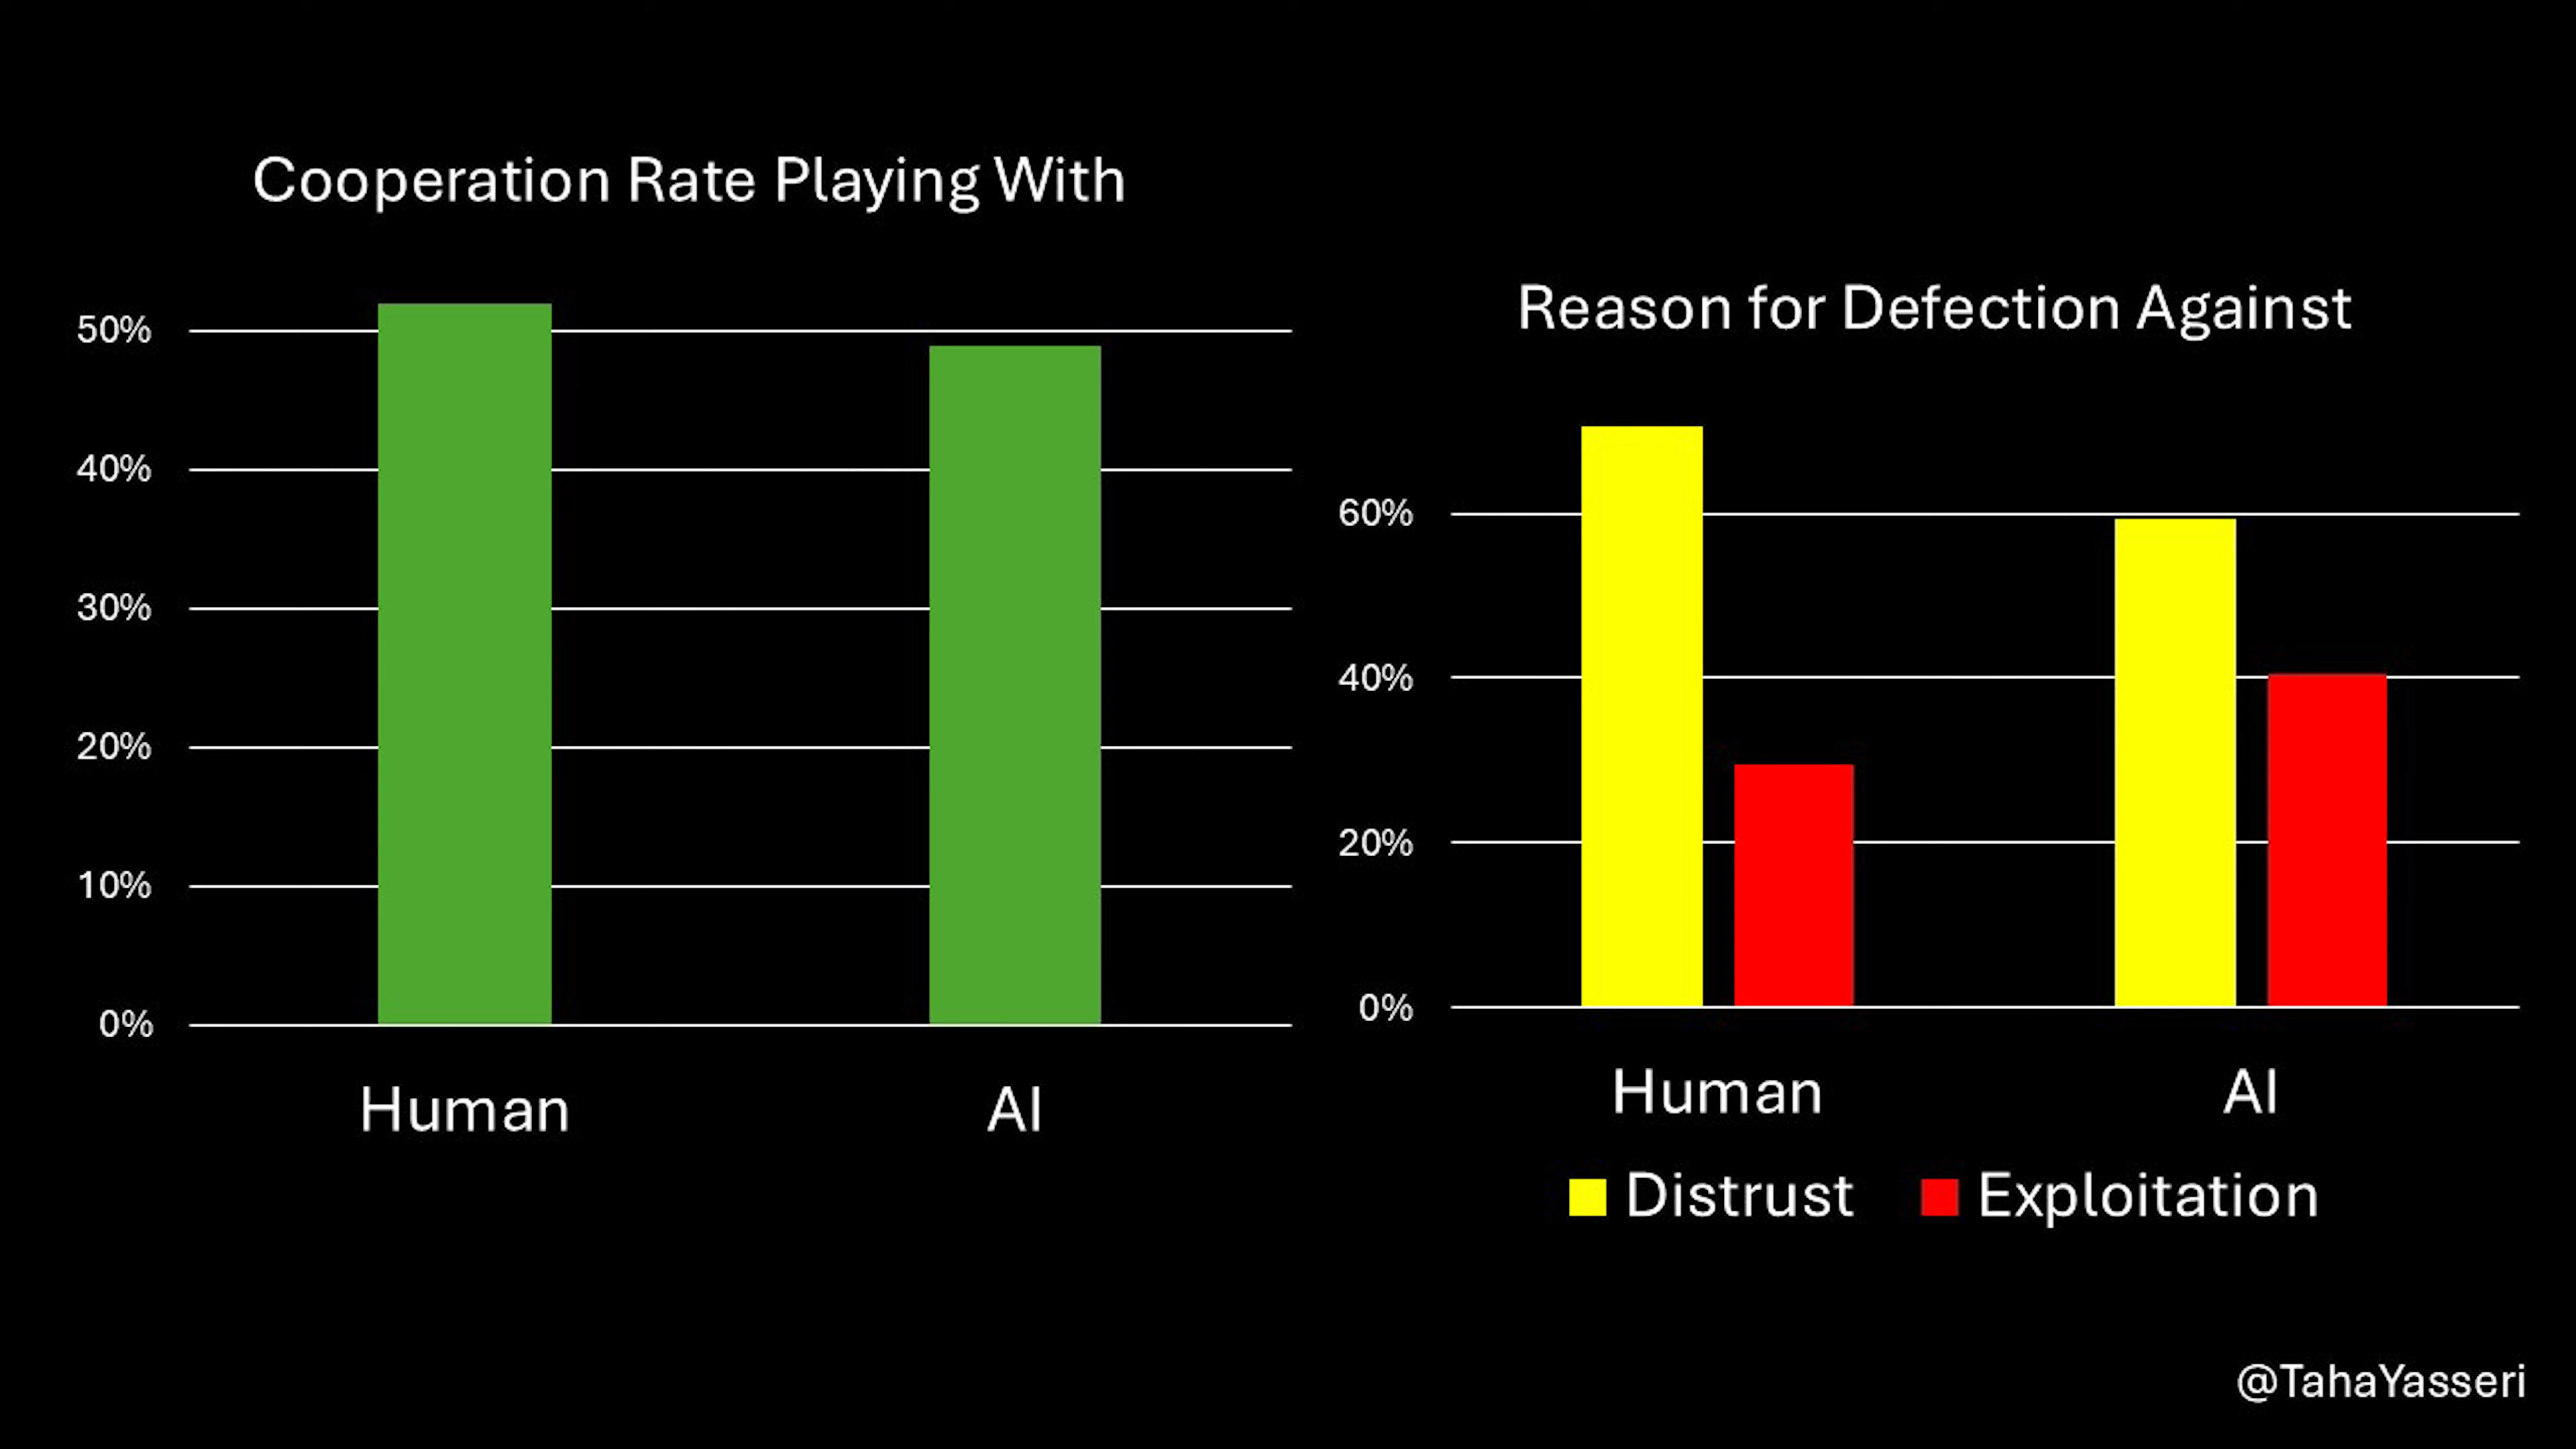 Cooperation Rate Playing With
50%
40%
30%
20%
10%
0%
Human AI
Reason for Defection Against
60%
40%
20%
0%
Human AI
Distrust Exploitation
@TahaYasseri